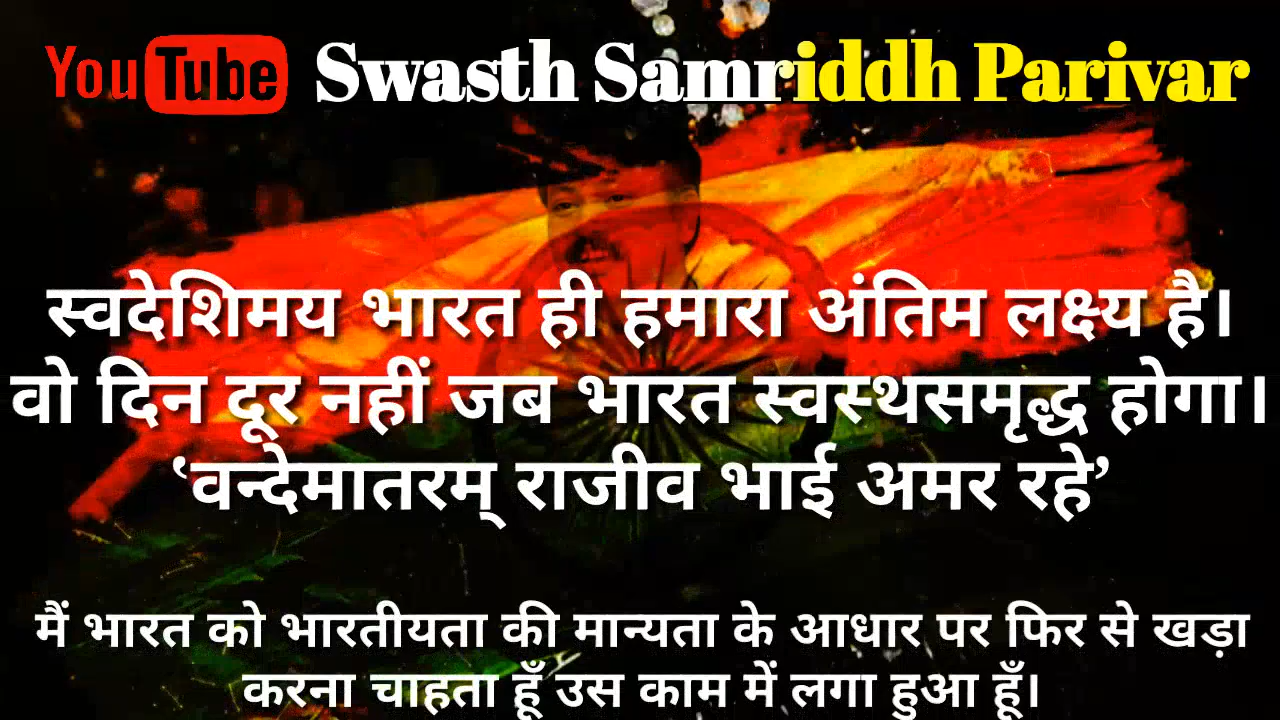 YouTube Swasth Samriddh Parivar
स्वदेशिमय भारत ही हमारा अंतिम लक्ष्य है।
वो दिन दूर नहीं जब भारत स्वस्थसमृद्ध होगा।
‘वन्देमातरम् राजीव भाई अमर रहे’
मैं भारत को भारतीयता की मान्यता के आधार पर फिर से खड़ा
करना चाहता हूँ उस काम में लगा हुआ हूँ।